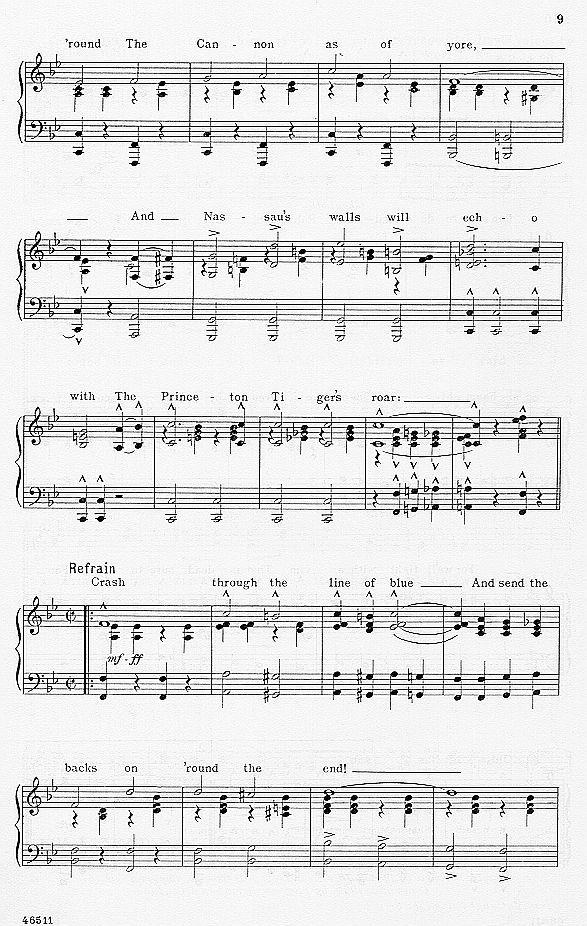 9
'round The Can - non as of yore,
And Nas - sau's walls will ech - o
with The Prince - ton Ti - ger's roar:
Refrain
Crash through the line of blue And send the
mf - ff
backs on 'round the end!
46511